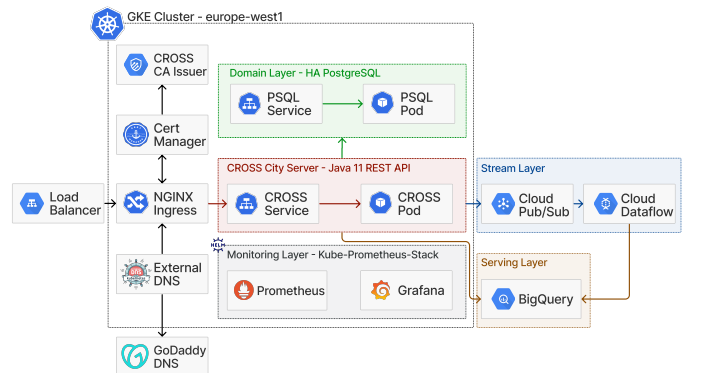 GKE Cluster - europe-west1
CROSS
CA Issuer
Domain Layer - HA PostgreSQL
PSQL
Service
PSQL
Pod
Cert
Manager
CROSS City Server - Java 11 REST API
Stream Layer
Load
Balancer
NGINX
Ingress
CROSS
Service
CROSS
Pod
Cloud
Pub/Sub
Cloud
Dataflow
HELM
Monitoring Layer - Kube-Prometheus-Stack
External
DNS
DNS
Prometheus
Grafana
Serving Layer
BigQuery
GoDaddy
DNS